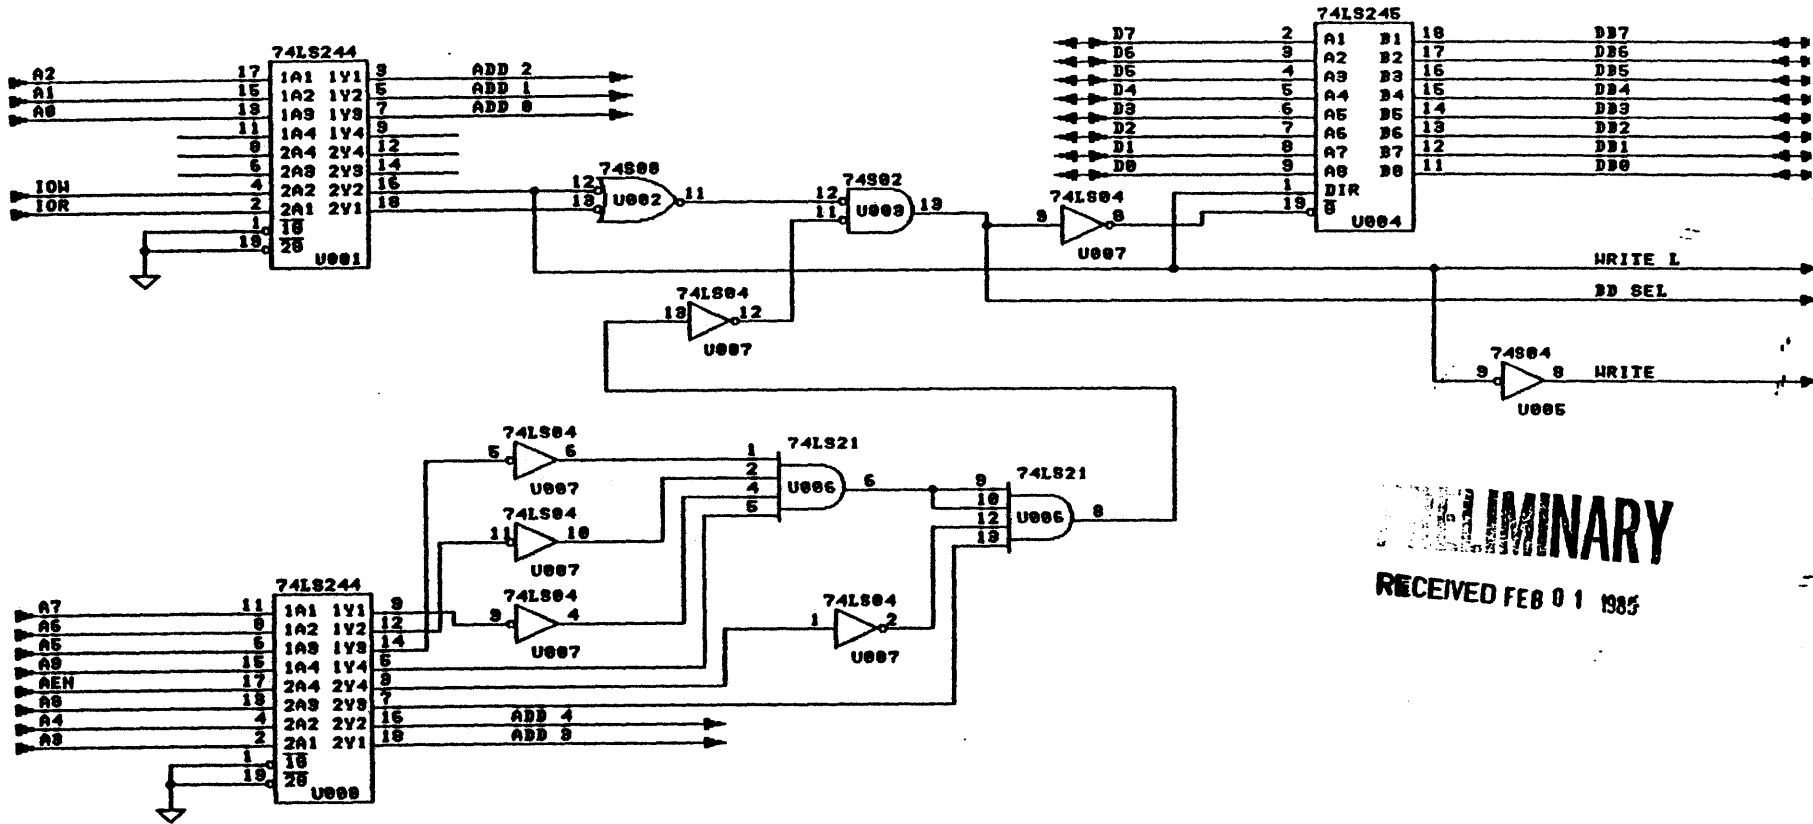 74LS244
A2 17 1A1 1Y1 3 ADD 2
A1 15 1A2 1Y2 5 ADD 1
A0 13 1A3 1Y3 7 ADD 0
11 1A4 1Y4 9
8 2A4 2Y4 12
6 2A3 2Y3 14
IOW 4 2A2 2Y2 16
IOR 2 2A1 2Y1 18
1 1G
19 2G
U001
74S00
12 13 U002 11
74S02
12 11 U003 13
74LS04
9 8
U007
74LS245
D7 2 A1 B1 18 DB7
D6 3 A2 B2 17 DB6
D5 4 A3 B3 16 DB5
D4 5 A4 B4 15 DB4
D3 6 A5 B5 14 DB3
D2 7 A6 B6 13 DB2
D1 8 A7 B7 12 DB1
D0 9 A8 B8 11 DB0
1 DIR
19 G
U004
WRITE L
BD SEL
74LS04
13 12
U007
74S04
9 8 WRITE
U005
74LS04
5 6
U007
74LS04
11 10
U007
74LS04
4
U007
74LS21
1
2
4
5
U006 6
74LS21
9
10
12
13
U006 8
74LS04
1 2
U007
74LS244
A7 11 1A1 1Y1 9
A6 8 1A2 1Y2 12
A5 6 1A3 1Y3 14
A9 15 1A4 1Y4 5
AEN 17 2A4 2Y4 3
A8 13 2A3 2Y3 7
A4 4 2A2 2Y2 16 ADD 4
A3 2 2A1 2Y1 18 ADD 3
1 1G
19 2G
U000
PRELIMINARY
RECEIVED FEB 01 1985